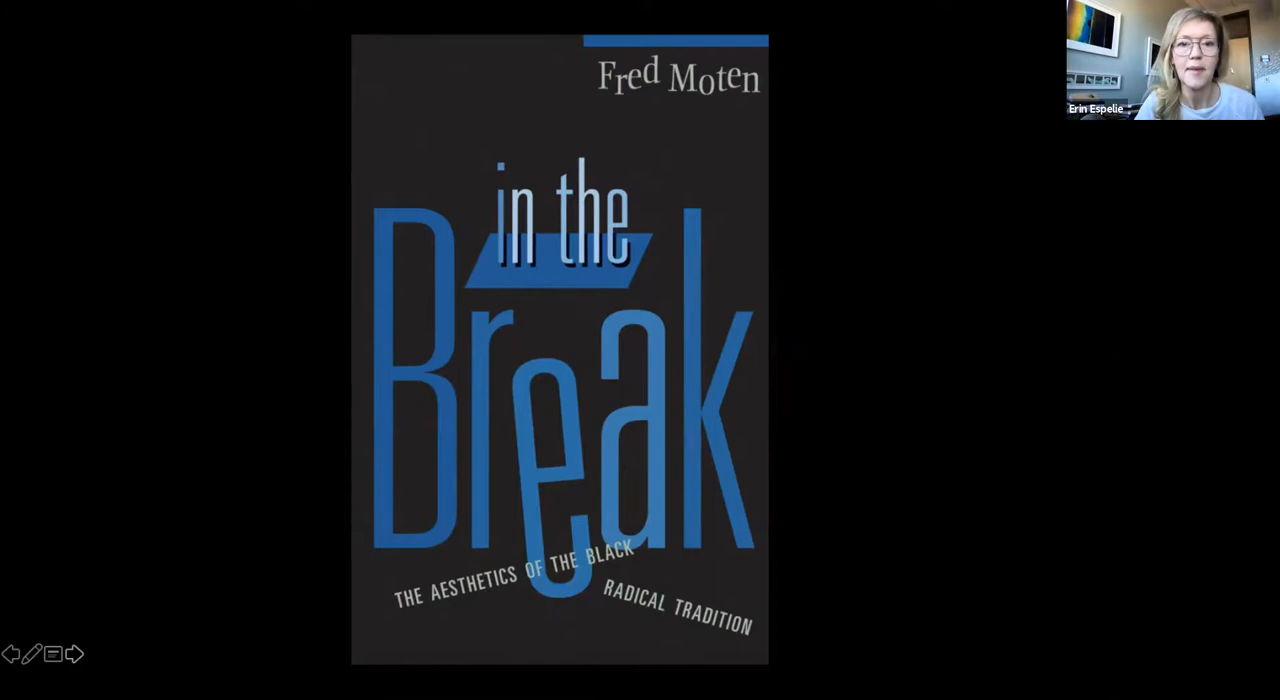 Fred Moten
in the
Break
THE AESTHETICS OF THE BLACK
RADICAL TRADITION
Erin Espelie